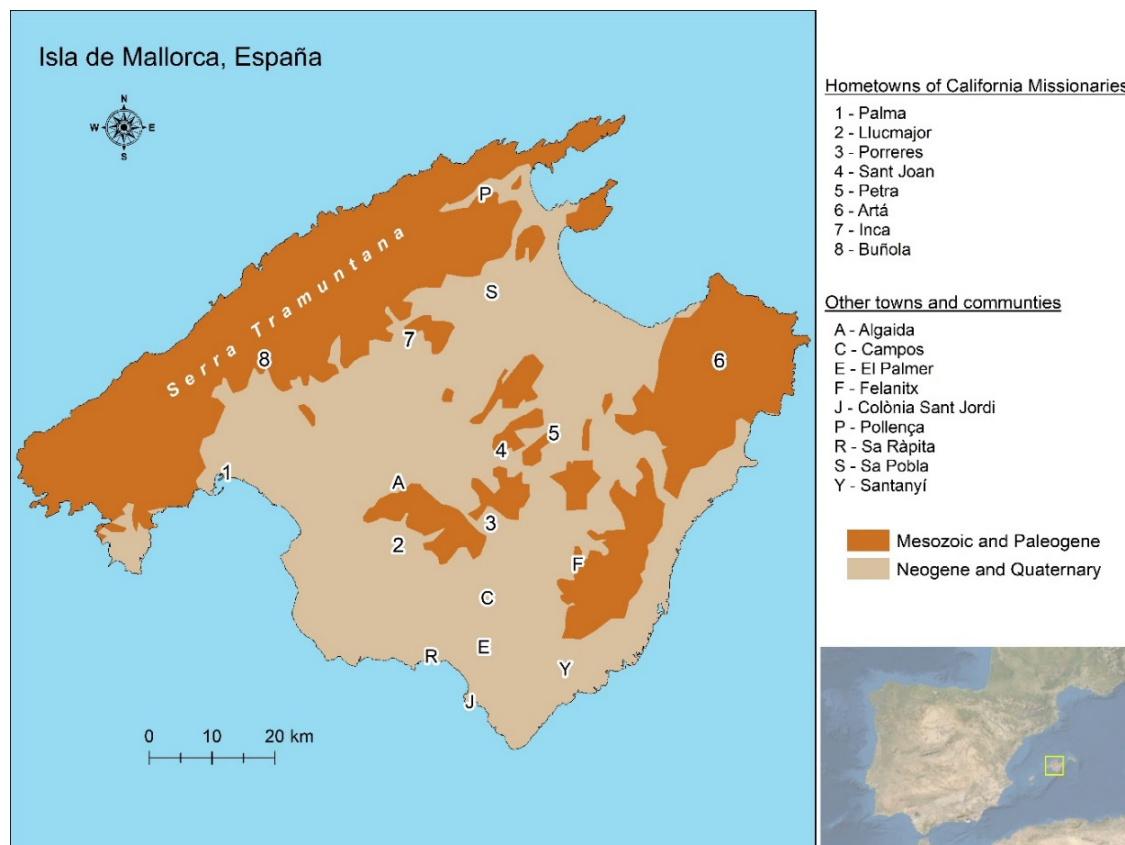 Isla de Mallorca, España
N
W E
S
Serra Tramuntana
P
S
7
8
6
5
4
1
A
3
2
F
C
E
R
Y
J
0 10 20 km
Hometowns of California Missionaries
1 - Palma
2 - Llucmajor
3 - Porreres
4 - Sant Joan
5 - Petra
6 - Artá
7 - Inca
8 - Buñola
Other towns and communties
A - Algaida
C - Campos
E - El Palmer
F - Felanitx
J - Colònia Sant Jordi
P - Pollença
R - Sa Ràpita
S - Sa Pobla
Y - Santanyí
Mesozoic and Paleogene
Neogene and Quaternary